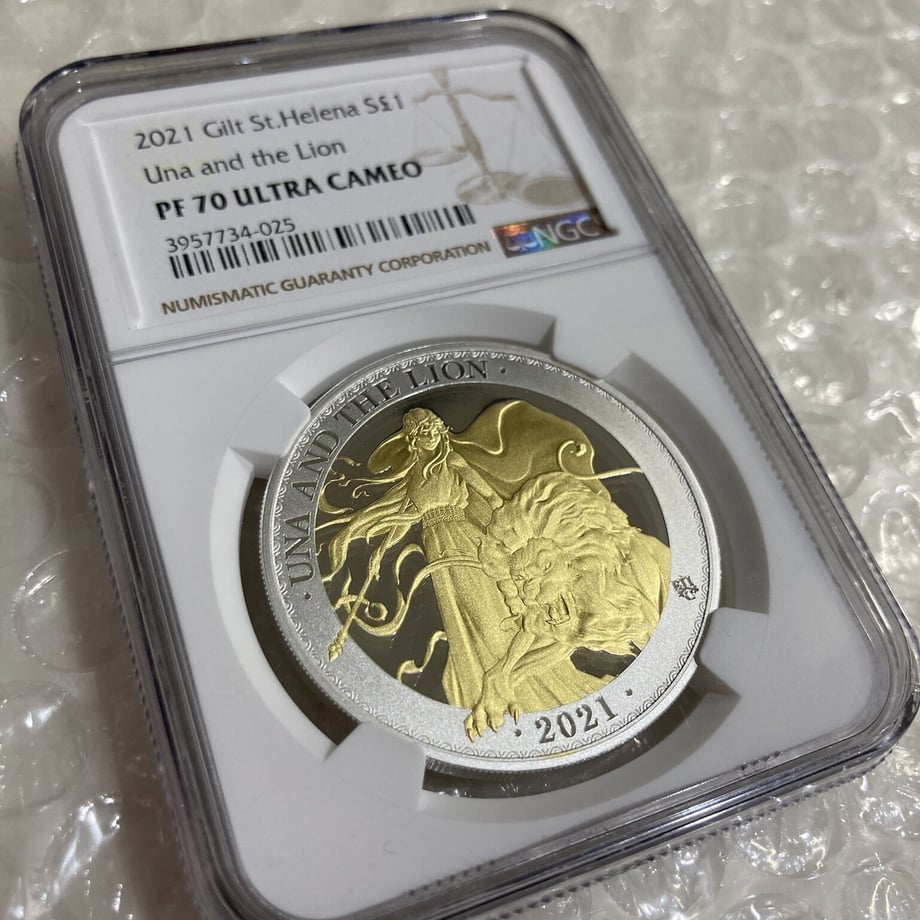 2021 Gilt St.Helena S£1
Una and the Lion
PF 70 ULTRA CAMEO
3957734-025
NGC
NUMISMATIC GUARANTY CORPORATION
· UNA AND THE LION ·
· 2021 ·